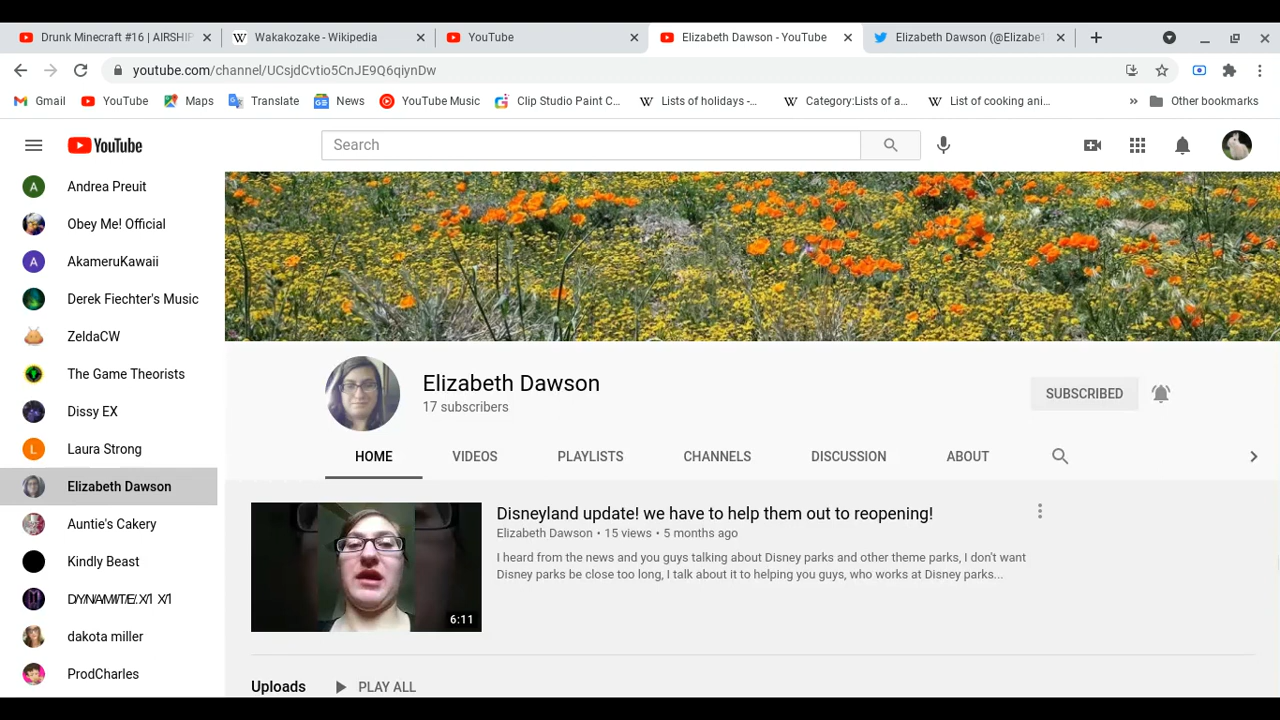 Drunk Minecraft #16 | AIRSHIP
Wakakozake - Wikipedia
YouTube
Elizabeth Dawson - YouTube
Elizabeth Dawson (@Elizabe1
youtube.com/channel/UCsjdCvtio5CnJE9Q6qiynDw
Gmail
YouTube
Maps
Translate
News
YouTube Music
Clip Studio Paint C...
Lists of holidays -...
Category:Lists of a...
List of cooking ani...
»
Other bookmarks
YouTube
Search
Andrea Preuit
Obey Me! Official
AkameruKawaii
Derek Fiechter's Music
ZeldaCW
The Game Theorists
Dissy EX
Laura Strong
Elizabeth Dawson
Auntie's Cakery
Kindly Beast
D/Y/N/A/M/I/T/E/.X/1 X/1
dakota miller
ProdCharles
Elizabeth Dawson
17 subscribers
SUBSCRIBED
HOME
VIDEOS
PLAYLISTS
CHANNELS
DISCUSSION
ABOUT
6:11
Disneyland update! we have to help them out to reopening!
Elizabeth Dawson • 15 views • 5 months ago
I heard from the news and you guys talking about Disney parks and other theme parks, I don't want
Disney parks be close too long, I talk about it to helping you guys, who works at Disney parks...
Uploads
PLAY ALL